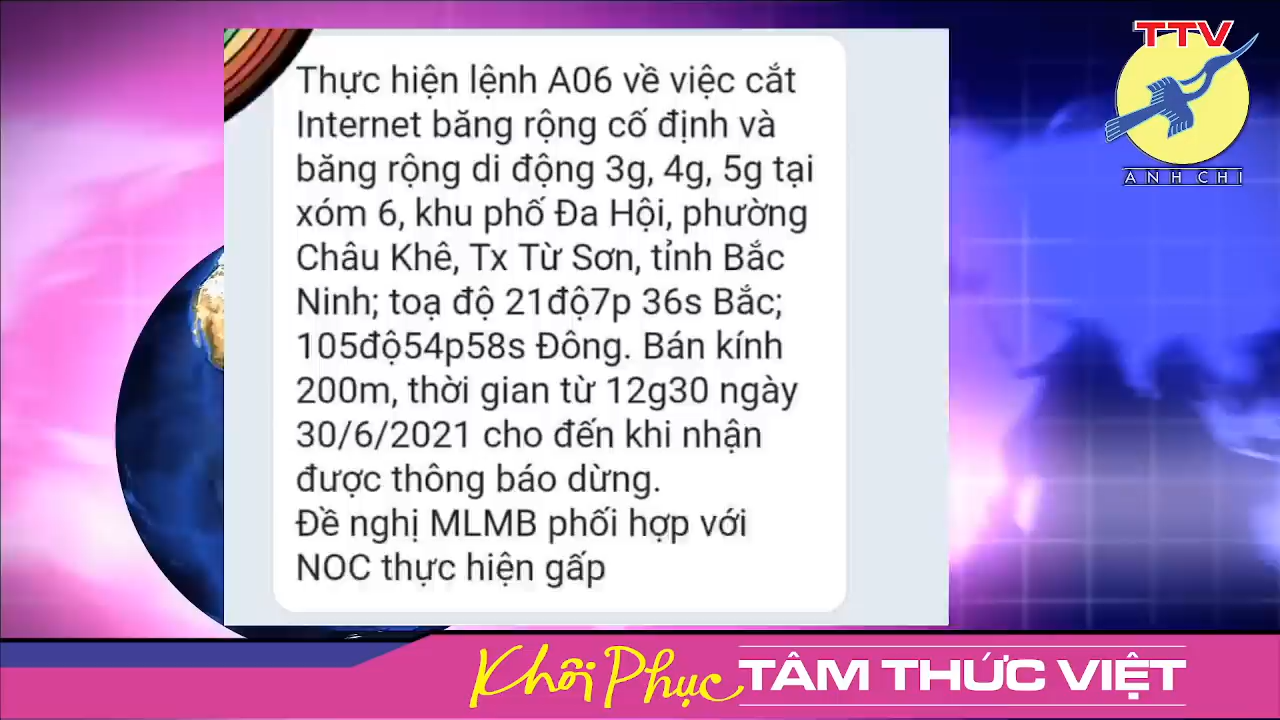 TTV
ANH CHI
Thực hiện lệnh A06 về việc cắt
Internet băng rộng cố định và
băng rộng di động 3g, 4g, 5g tại
xóm 6, khu phố Đa Hội, phường
Châu Khê, Tx Từ Sơn, tỉnh Bắc
Ninh; toạ độ 21độ7p 36s Bắc;
105độ54p58s Đông. Bán kính
200m, thời gian từ 12g30 ngày
30/6/2021 cho đến khi nhận
được thông báo dừng.
Đề nghị MLMB phối hợp với
NOC thực hiện gấp
Khôi Phục TÂM THỨC VIỆT